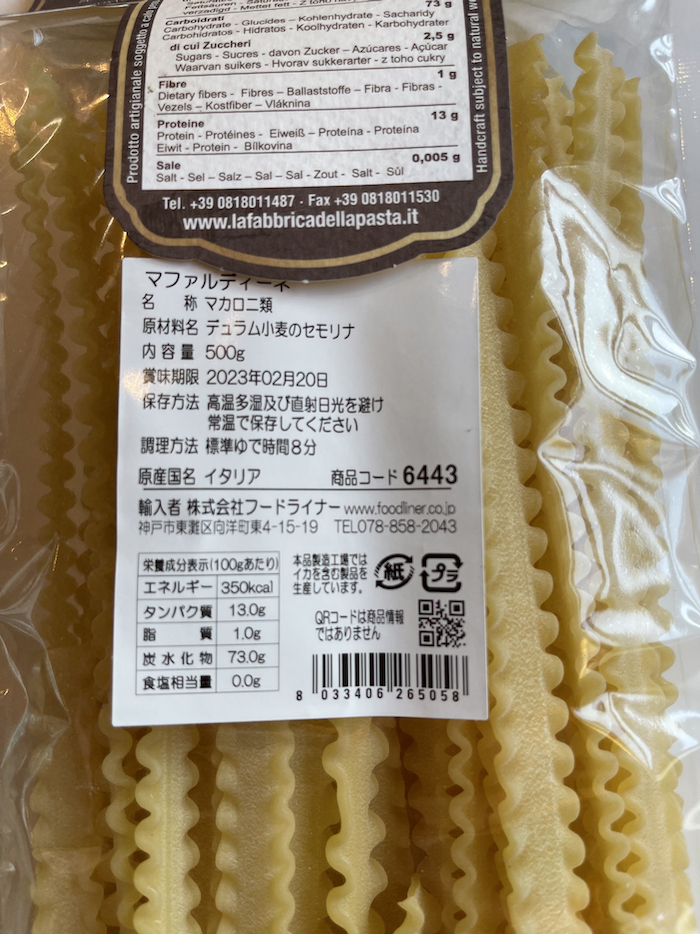 73 g
Carboidrati
Carbohydrate - Glucides – Kohlenhydrate - Sacharidy
Carbohidratos - Hidratos - Koolhydraten - Karbohydrater
di cui Zuccheri 2,5 g
Sugars - Sucres - davon Zucker – Azúcares - Açúcar
Waarvan suikers - Hvorav sukkerarter - z toho cukry
Fibre 1 g
Dietary fibers - Fibres – Ballaststoffe – Fibra - Fibras -
Vezels – Kostfiber – Vláknina
Proteine 13 g
Protein - Protéines - Eiweiß – Proteína - Proteína
Eiwit - Protein - Bílkovina
Sale 0,005 g
Salt - Sel – Salz – Sal – Sal - Zout - Salt - Sůl
Prodotto artigianale soggetto a calo
Handcraft subject to natural
Tel. +39 0818011487 - Fax +39 0818011530
www.lafabbricadellapasta.it
マファルディーネ
名 称 マカロニ類
原材料名 デュラム小麦のセモリナ
内容量 500g
賞味期限 2023年02月20日
保存方法 高温多湿及び直射日光を避け
常温で保存してください
調理方法 標準ゆで時間8分
原産国名 イタリア 商品コード 6443
輸入者 株式会社フードライナー www.foodliner.co.jp
神戸市東灘区向洋町東4-15-19 TEL078-858-2043
栄養成分表示(100gあたり)
エネルギー 350kcal
タンパク質 13.0g
脂 質 1.0g
炭水化物 73.0g
食塩相当量 0.0g
本品製造工場では
イカを含む製品を
生産しています。
紙
プラ
QRコードは商品情報
ではありません
8 033406 265058